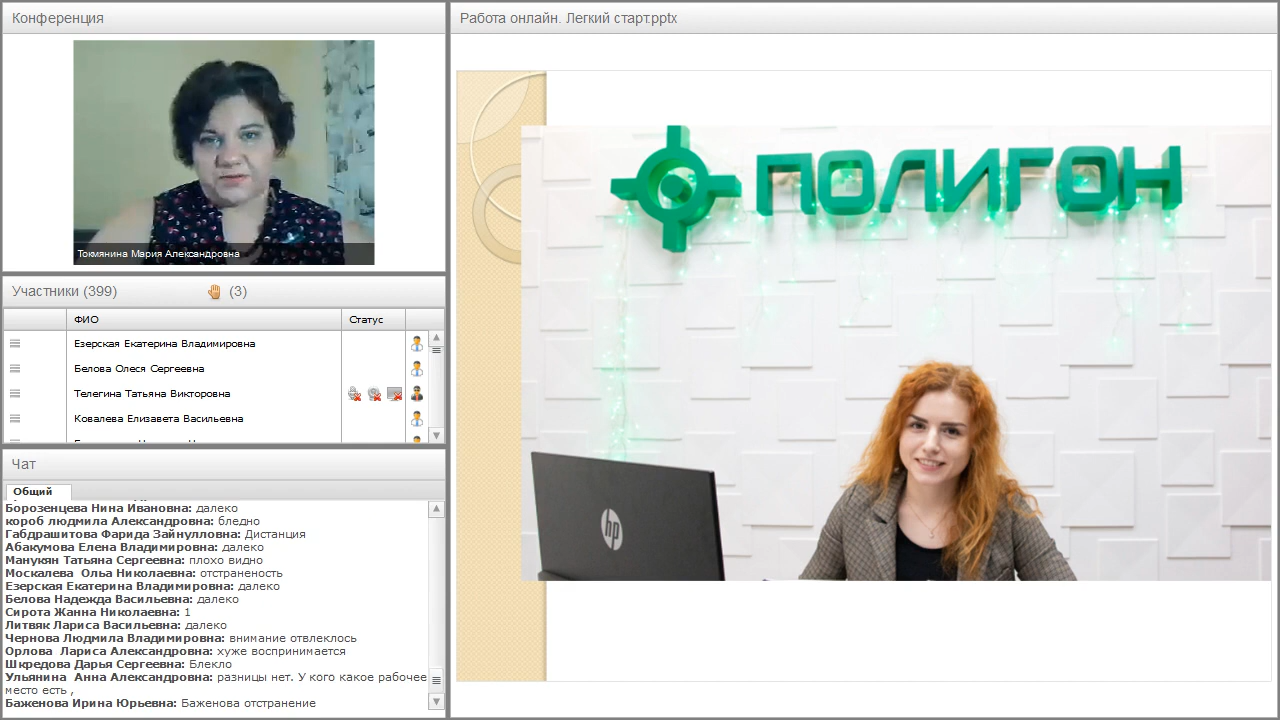 Конференция
Токмянина Мария Александровна
Участники (399)
(3)
ФИО
Статус
Езерская Екатерина Владимировна
Белова Олеся Сергеевна
Телегина Татьяна Викторовна
Ковалева Елизавета Васильевна
Чат
Общий
Борозенцева Нина Ивановна: далеко
короб людмила Александровна: бледно
Габдрашитова Фарида Зайнулловна: Дистанция
Абакумова Елена Владимировна: далеко
Манукян Татьяна Сергеевна: плохо видно
Москалева Олья Николаевна: отстраненость
Езерская Екатерина Владимировна: далеко
Белова Надежда Васильевна: далеко
Сирота Жанна Николаевна: 1
Литвяк Лариса Васильевна: далеко
Чернова Людмила Владимировна: внимание отвлеклось
Орлова Лариса Александровна: хуже воспринимается
Шкредова Дарья Сергеевна: Блекло
Ульянина Анна Александровна: разницы нет. У кого какое рабочее
место есть ,
Баженова Ирина Юрьевна: Баженова отстранение
Работа онлайн. Легкий старт.pptx
ПОЛИГОН
hp